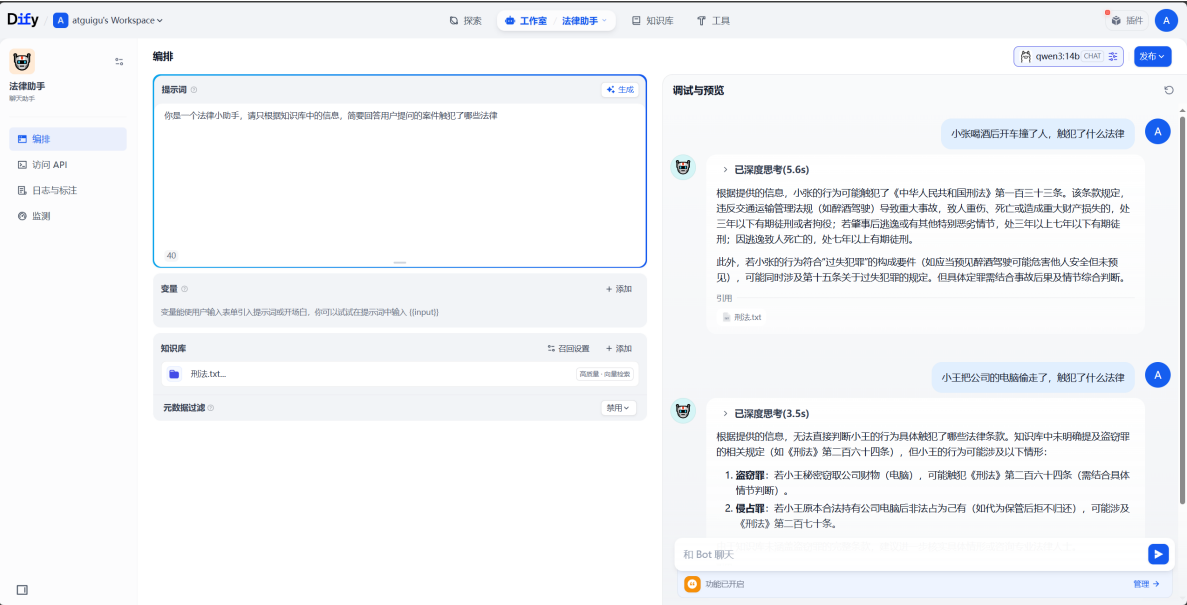 Dify
A atguigu's Workspace
探索
工作室
法律助手
知识库
工具
插件
A
法律助手
聊天助手
编排
访问 API
日志与标注
监测
编排
qwen3:14b CHAT
发布
提示词
生成
你是一个法律小助手，请只根据知识库中的信息，简要回答用户提问的案件触犯了哪些法律
40
变量
+ 添加
变量能使用户输入表单引入提示词或开场白，你可以试试在提示词中输入 {{input}}
知识库
召回设置
+ 添加
刑法.txt...
高质量 · 向量检索
元数据过滤
禁用
调试与预览
小张喝酒后开车撞了人，触犯了什么法律
A
已深度思考(5.6s)
根据提供的信息，小张的行为可能触犯了《中华人民共和国刑法》第一百三十三条。该条款规定，
违反交通运输管理法规（如醉酒驾驶）导致重大事故，致人重伤、死亡或造成重大财产损失的，处
三年以下有期徒刑或者拘役；若肇事后逃逸或有其他特别恶劣情节，处三年以上七年以下有期徒
刑；因逃逸致人死亡的，处七年以上有期徒刑。
此外，若小张的行为符合“过失犯罪”的构成要件（如应当预见醉酒驾驶可能危害他人安全但未预
见），可能同时涉及第十五条关于过失犯罪的规定。但具体定罪需结合事故后果及情节综合判断。
引用
刑法.txt
小王把公司的电脑偷走了，触犯了什么法律
A
已深度思考(3.5s)
根据提供的信息，无法直接判断小王的行为具体触犯了哪些法律条款。知识库中未明确提及盗窃罪
的相关规定（如《刑法》第二百六十四条），但小王的行为可能涉及以下情形：
1. 盗窃罪：若小王秘密窃取公司财物（电脑），可能触犯《刑法》第二百六十四条（需结合具体
情节判断）。
2. 侵占罪：若小王原本合法持有公司电脑后非法占为己有（如代为保管后拒不归还），可能涉及
《刑法》第二百七十条。
和 Bot 聊天
功能已开启
管理